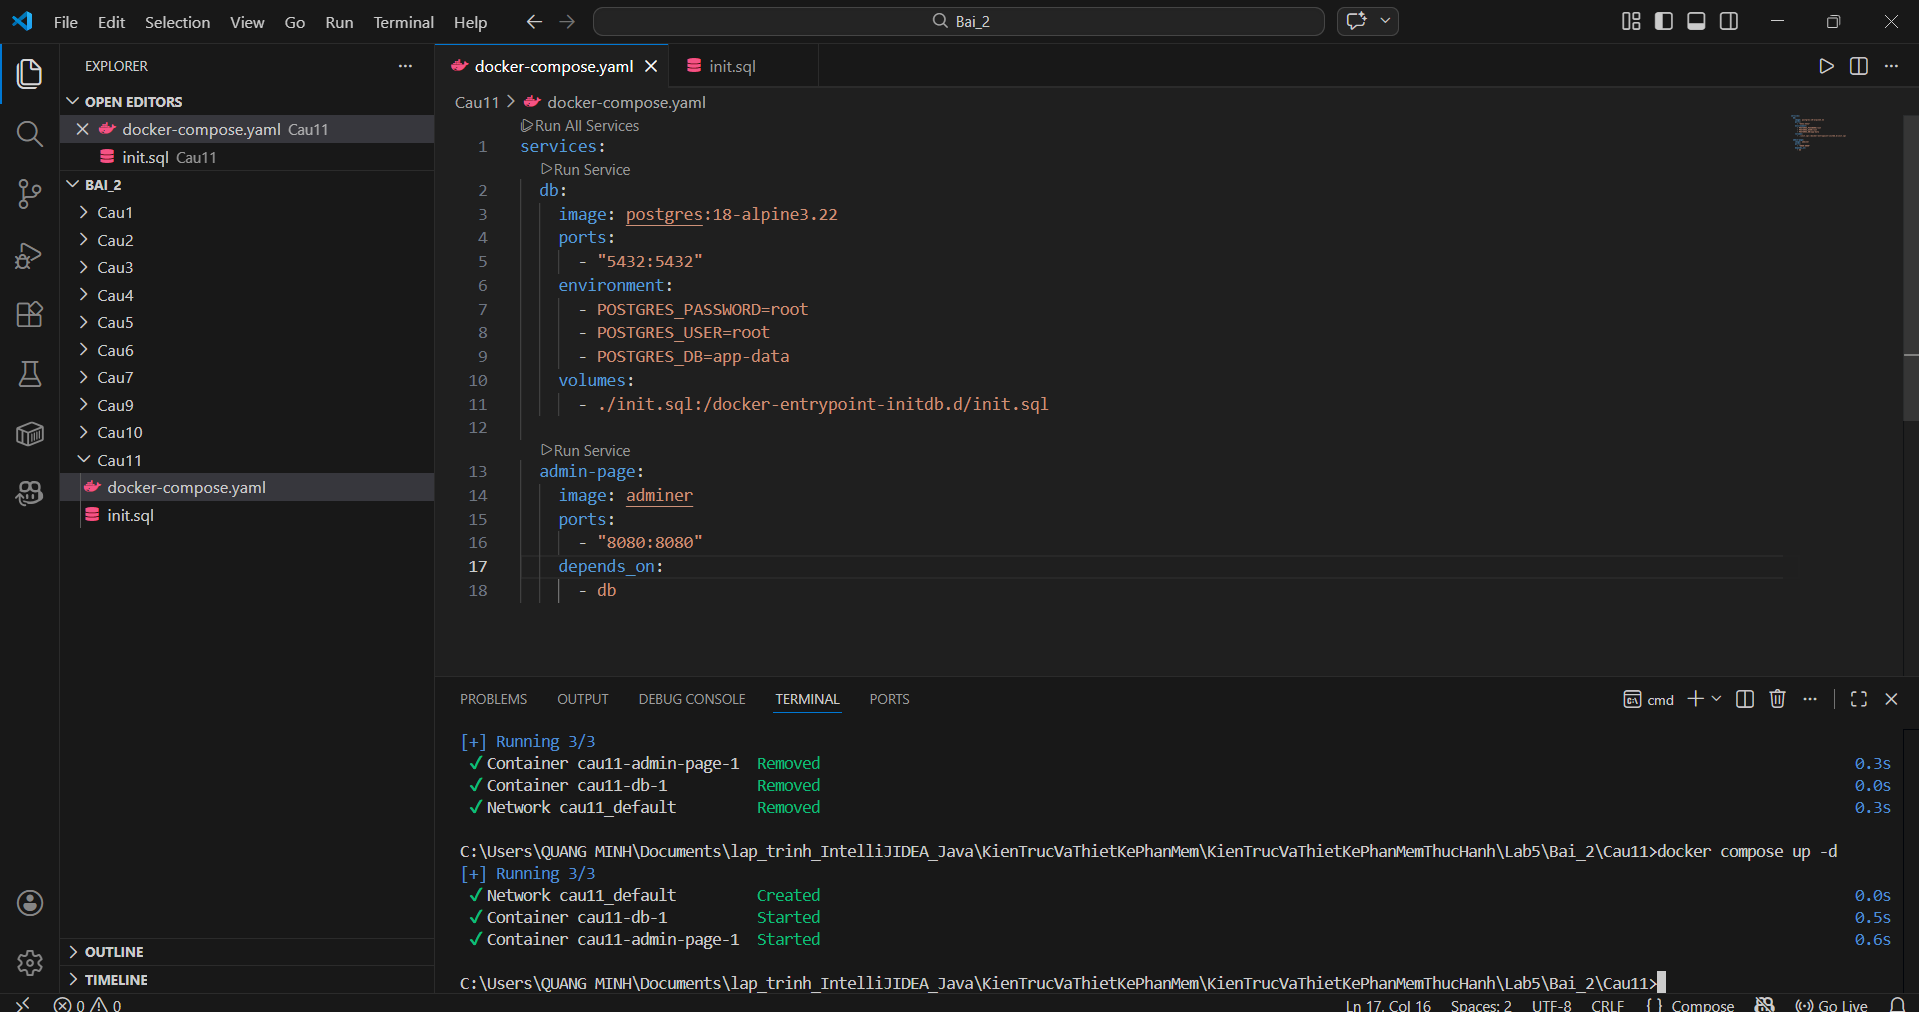 File Edit Selection View Go Run Terminal Help
Bai_2
EXPLORER
OPEN EDITORS
docker-compose.yaml Cau11
init.sql Cau11
BAI_2
Cau1
Cau2
Cau3
Cau4
Cau5
Cau6
Cau7
Cau9
Cau10
Cau11
docker-compose.yaml
init.sql
OUTLINE
TIMELINE
docker-compose.yaml
init.sql
Cau11 > docker-compose.yaml
Run All Services
1 services:
Run Service
2 db:
3 image: postgres:18-alpine3.22
4 ports:
5 - "5432:5432"
6 environment:
7 - POSTGRES_PASSWORD=root
8 - POSTGRES_USER=root
9 - POSTGRES_DB=app-data
10 volumes:
11 - ./init.sql:/docker-entrypoint-initdb.d/init.sql
12
Run Service
13 admin-page:
14 image: adminer
15 ports:
16 - "8080:8080"
17 depends_on:
18 - db
PROBLEMS OUTPUT DEBUG CONSOLE TERMINAL PORTS
cmd
[+] Running 3/3
✓ Container cau11-admin-page-1 Removed 0.3s
✓ Container cau11-db-1 Removed 0.0s
✓ Network cau11_default Removed 0.3s
C:\Users\QUANG MINH\Documents\lap_trinh_IntelliJIDEA_Java\KienTrucVaThietKePhanMem\KienTrucVaThietKePhanMemThucHanh\Lab5\Bai_2\Cau11>docker compose up -d
[+] Running 3/3
✓ Network cau11_default Created 0.0s
✓ Container cau11-db-1 Started 0.5s
✓ Container cau11-admin-page-1 Started 0.6s
C:\Users\QUANG MINH\Documents\lap_trinh_IntelliJIDEA_Java\KienTrucVaThietKePhanMem\KienTrucVaThietKePhanMemThucHanh\Lab5\Bai_2\Cau11>
0 0 Ln 17, Col 16 Spaces: 2 UTF-8 CRLF { } Compose Go Live